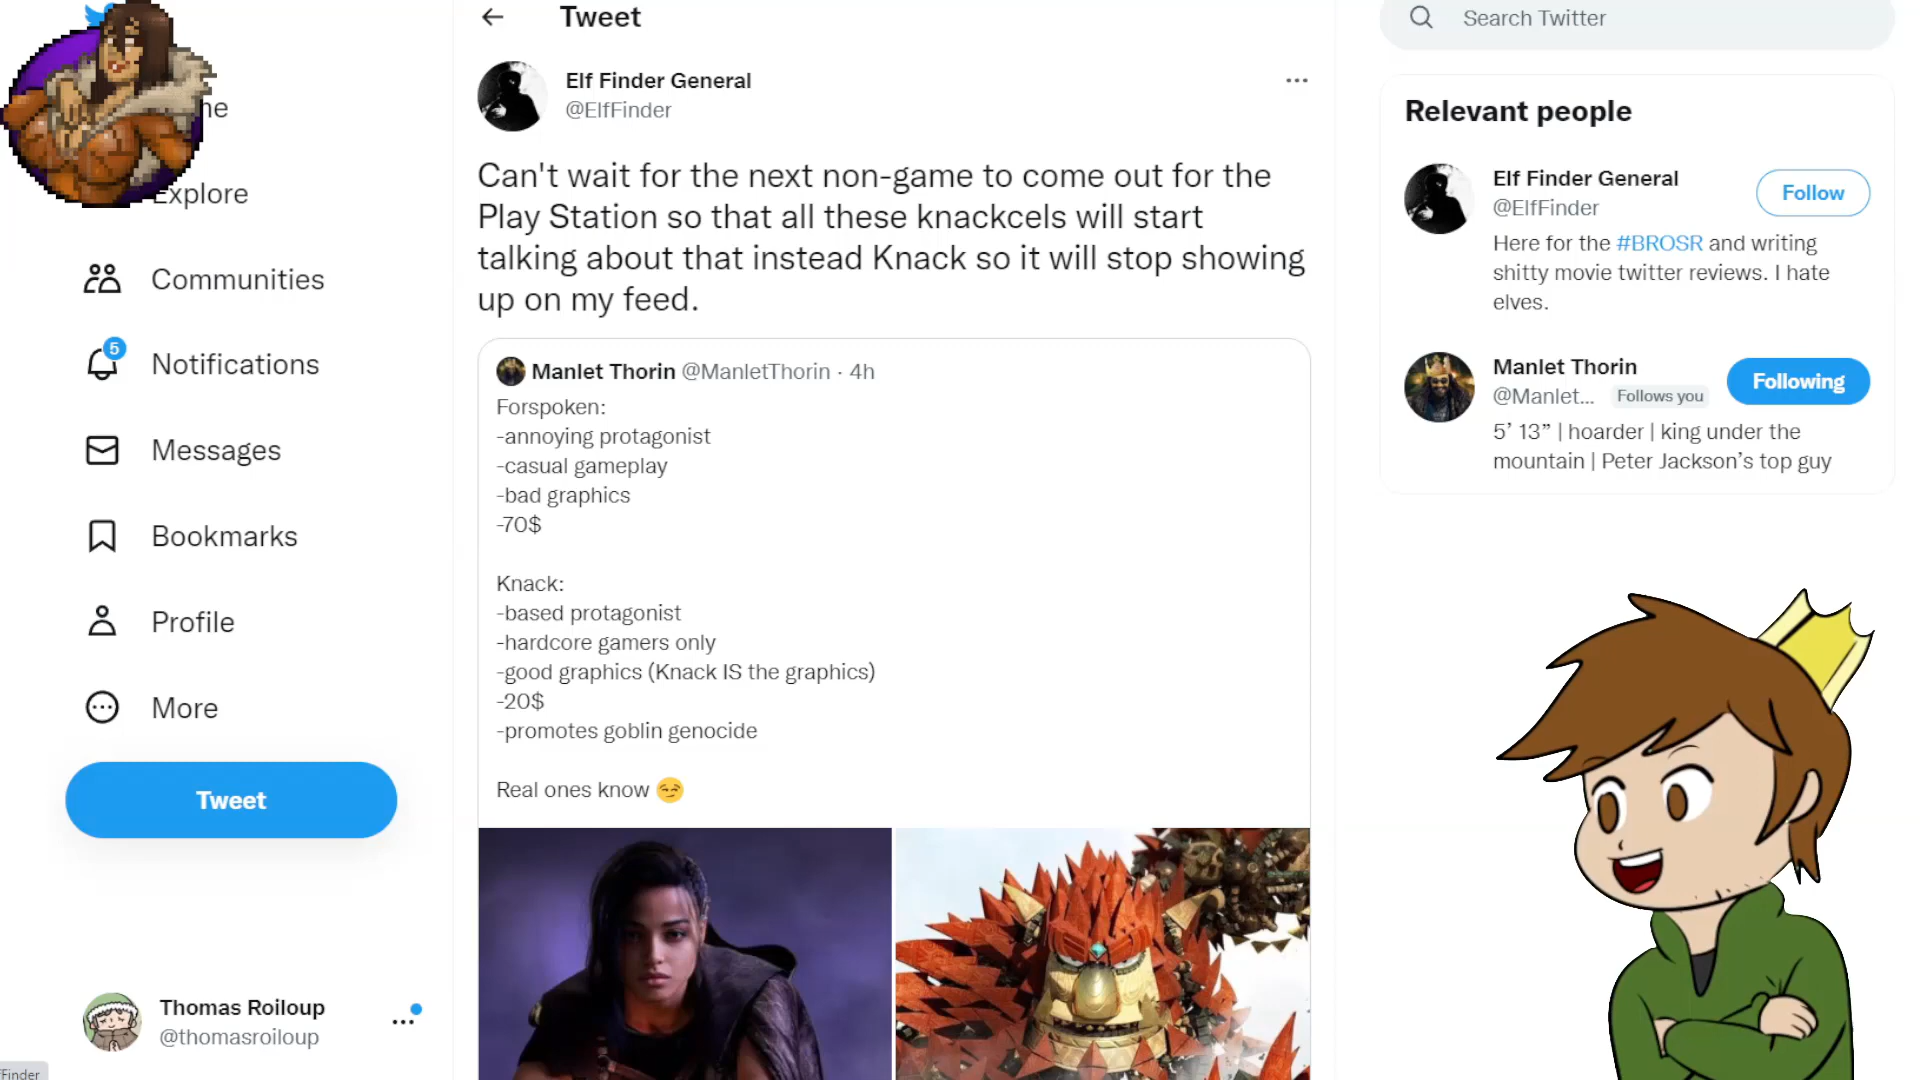 Tweet
Search Twitter
Elf Finder General
@ElfFinder
Can't wait for the next non-game to come out for the
Play Station so that all these knackcels will start
talking about that instead Knack so it will stop showing
up on my feed.
Manlet Thorin @ManletThorin · 4h
Forspoken:
-annoying protagonist
-casual gameplay
-bad graphics
-70$
Knack:
-based protagonist
-hardcore gamers only
-good graphics (Knack IS the graphics)
-20$
-promotes goblin genocide
Real ones know 😏
Explore
Communities
5
Notifications
Messages
Bookmarks
Profile
More
Tweet
Thomas Roiloup
@thomasroiloup
Finder
Relevant people
Elf Finder General
@ElfFinder
Follow
Here for the #BROSR and writing
shitty movie twitter reviews. I hate
elves.
Manlet Thorin
@Manlet... Follows you
Following
5’ 13” | hoarder | king under the
mountain | Peter Jackson’s top guy